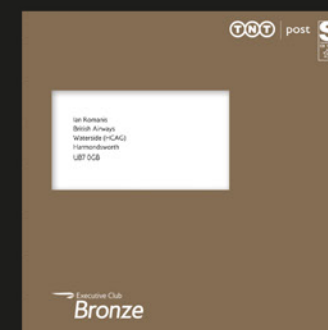 TNT post
S
Ian Romanis
British Airways
Waterside (HCAG)
Harmondsworth
UB7 0GB
Executive Club
Bronze